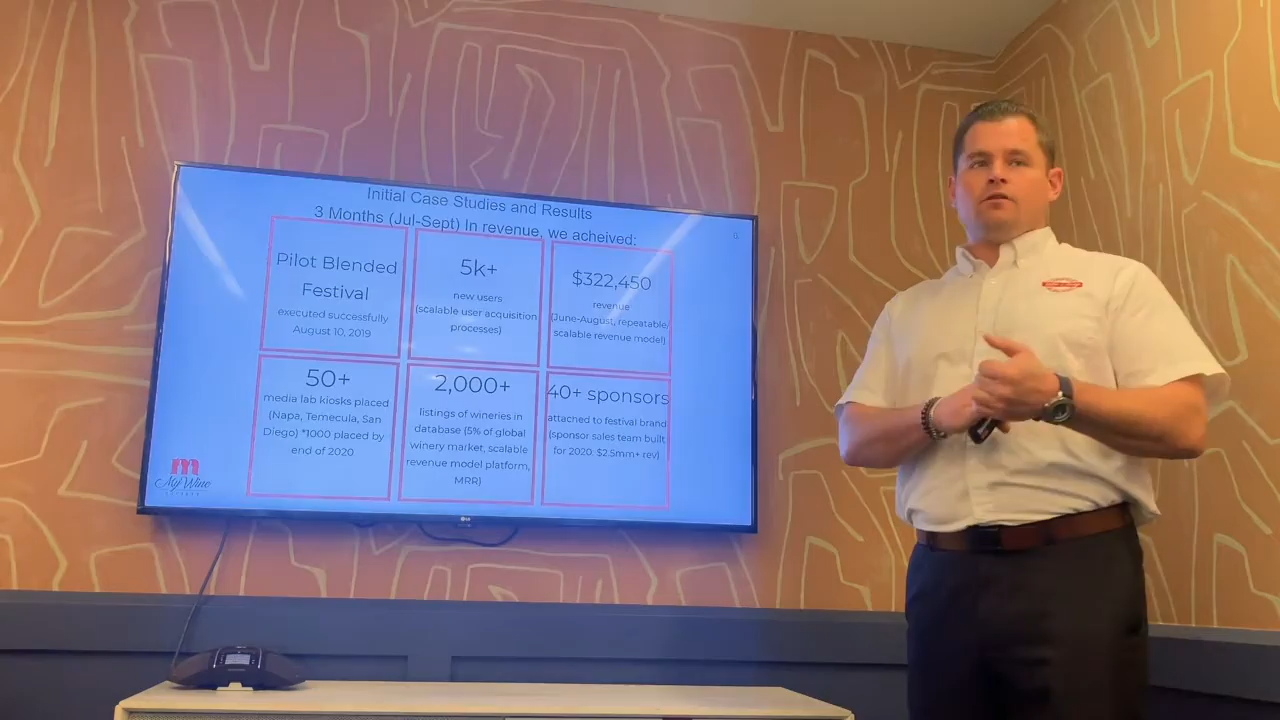 Initial Case Studies and Results
3 Months (Jul-Sept) In revenue, we acheived:
Pilot Blended
Festival
executed successfully
August 10, 2019
5k+
new users
(scalable user acquisition
processes)
$322,450
revenue
(June-August, repeatable,
scalable revenue model)
50+
media lab kiosks placed
(Napa, Temecula, San
Diego) *1000 placed by
end of 2020
2,000+
listings of wineries in
database (5% of global
winery market, scalable
revenue model platform,
MRR)
40+ sponsors
attached to festival brand
(sponsor sales team built
for 2020: $2.5mm+ rev)
My Wine
LG